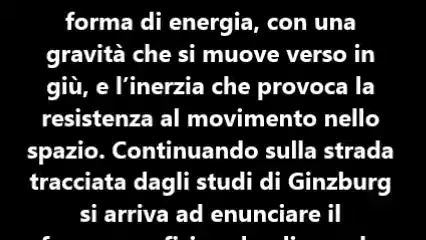 forma di energia, con una
gravità che si muove verso in
giù, e l’inerzia che provoca la
resistenza al movimento nello
spazio. Continuando sulla strada
tracciata dagli studi di Ginzburg
si arriva ad enunciare il